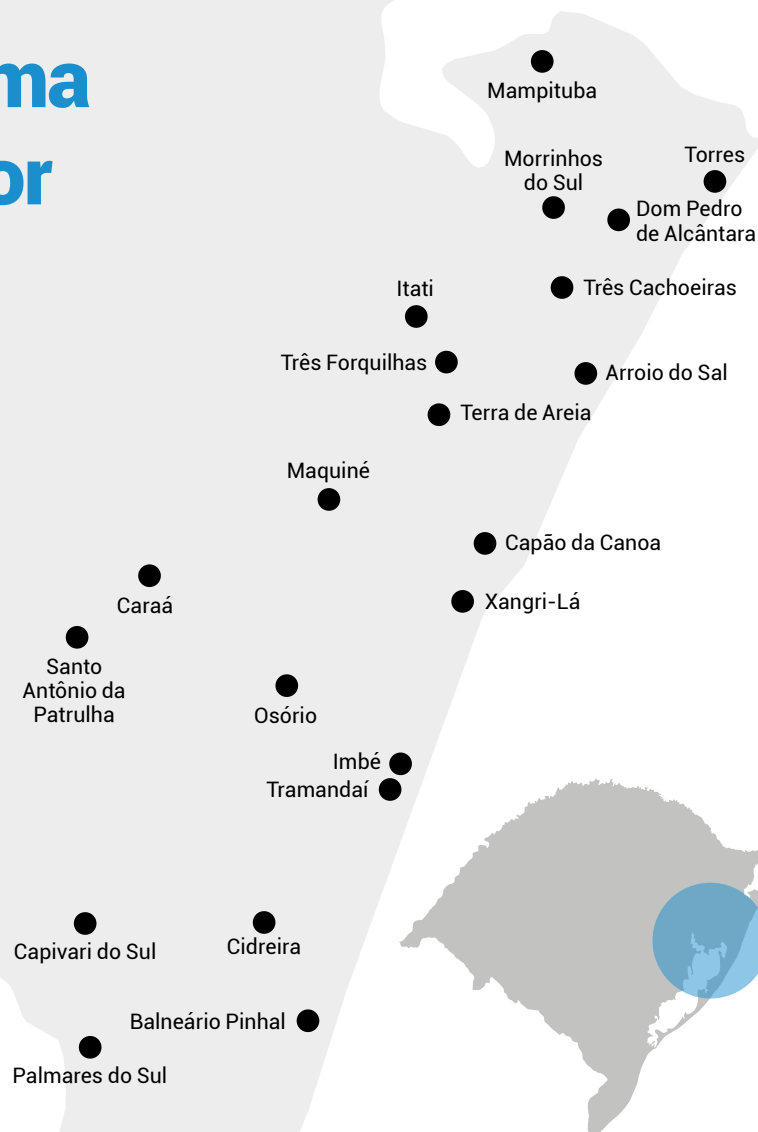 ma
or
Mampituba
Morrinhos
do Sul
Torres
Dom Pedro
de Alcântara
Itati
Três Cachoeiras
Três Forquilhas
Arroio do Sal
Terra de Areia
Maquiné
Capão da Canoa
Caraá
Xangri-Lá
Santo
Antônio da
Patrulha
Osório
Imbé
Tramandaí
Capivari do Sul
Cidreira
Balneário Pinhal
Palmares do Sul